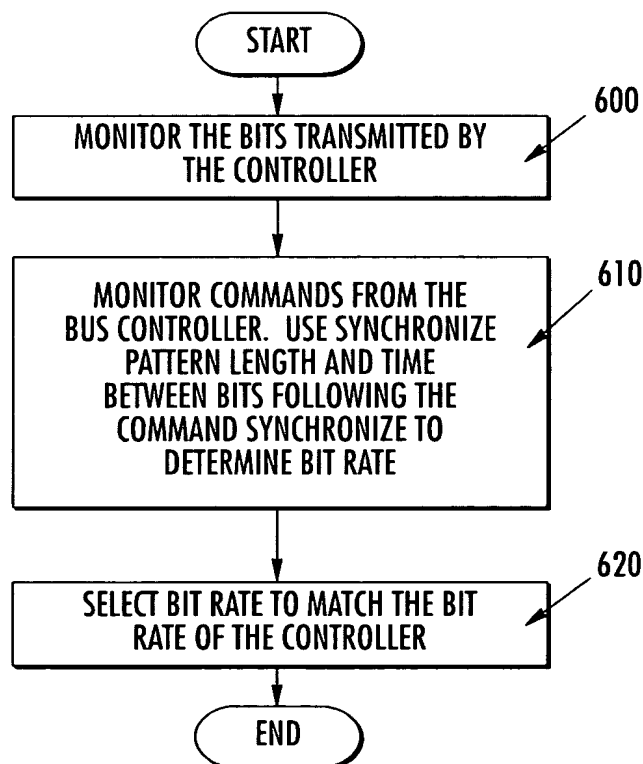 START
600
MONITOR THE BITS TRANSMITTED BY
THE CONTROLLER
610
MONITOR COMMANDS FROM THE
BUS CONTROLLER. USE SYNCHRONIZE
PATTERN LENGTH AND TIME
BETWEEN BITS FOLLOWING THE
COMMAND SYNCHRONIZE TO
DETERMINE BIT RATE
620
SELECT BIT RATE TO MATCH THE BIT
RATE OF THE CONTROLLER
END